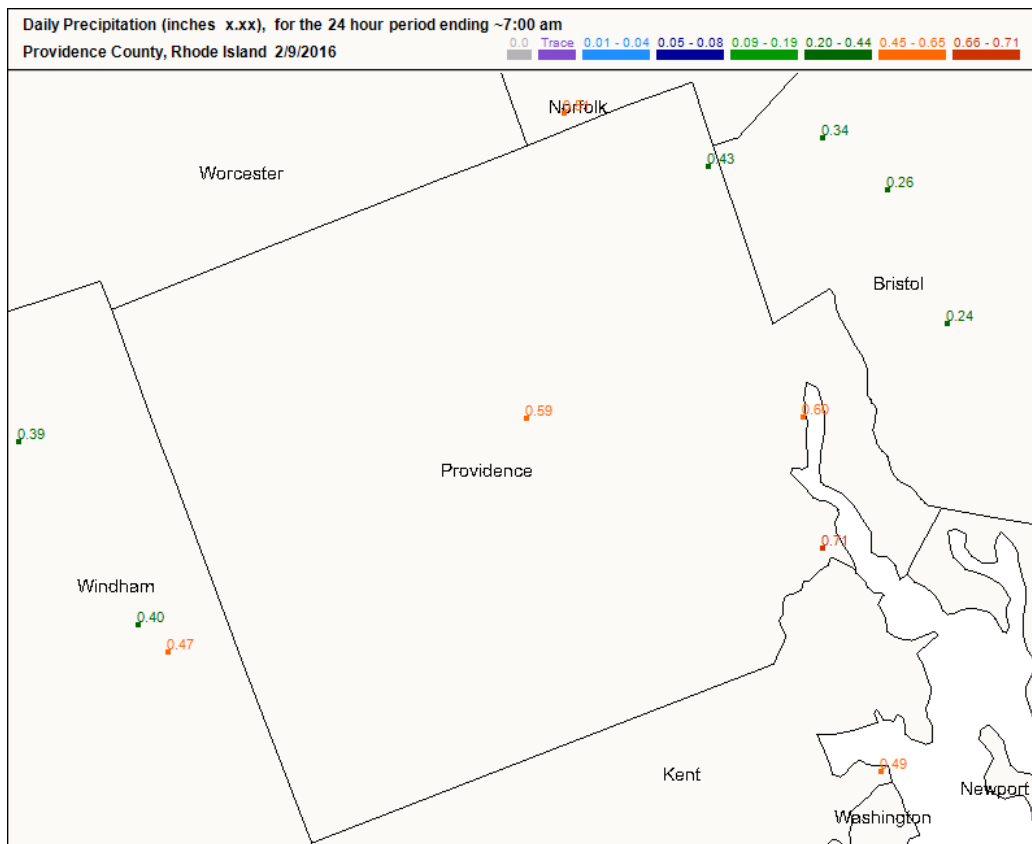 Daily Precipitation (inches x.xx), for the 24 hour period ending ~7:00 am
Providence County, Rhode Island 2/9/2016
0.0 Trace 0.01 - 0.04 0.05 - 0.08 0.09 - 0.19 0.20 - 0.44 0.45 - 0.65 0.66 - 0.71
Norfolk
0.34
0.43
Worcester
0.26
Bristol
0.24
0.59
0.60
0.39
Providence
0.71
Windham
0.40
0.47
0.49
Kent
Newport
Washington